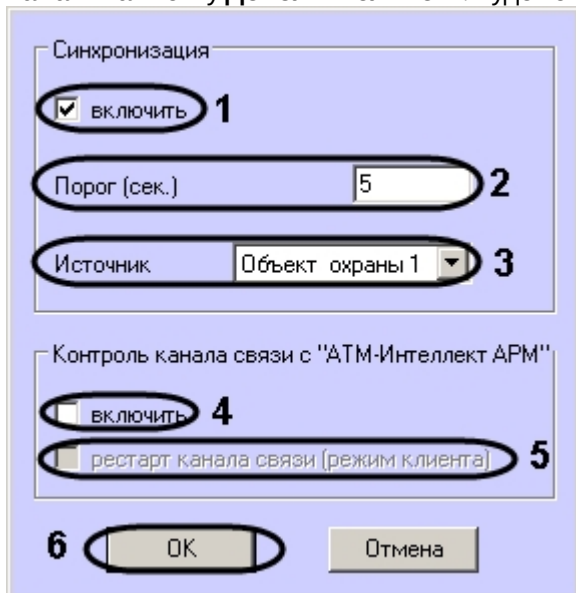 Синхронизация
включить 1
Порог (сек.) 5 2
Источник Объект охраны 1 3
Контроль канала связи с "АТМ-Интеллект АРМ"
включить 4
рестарт канала связи (режим клиента) 5
6 OK Отмена